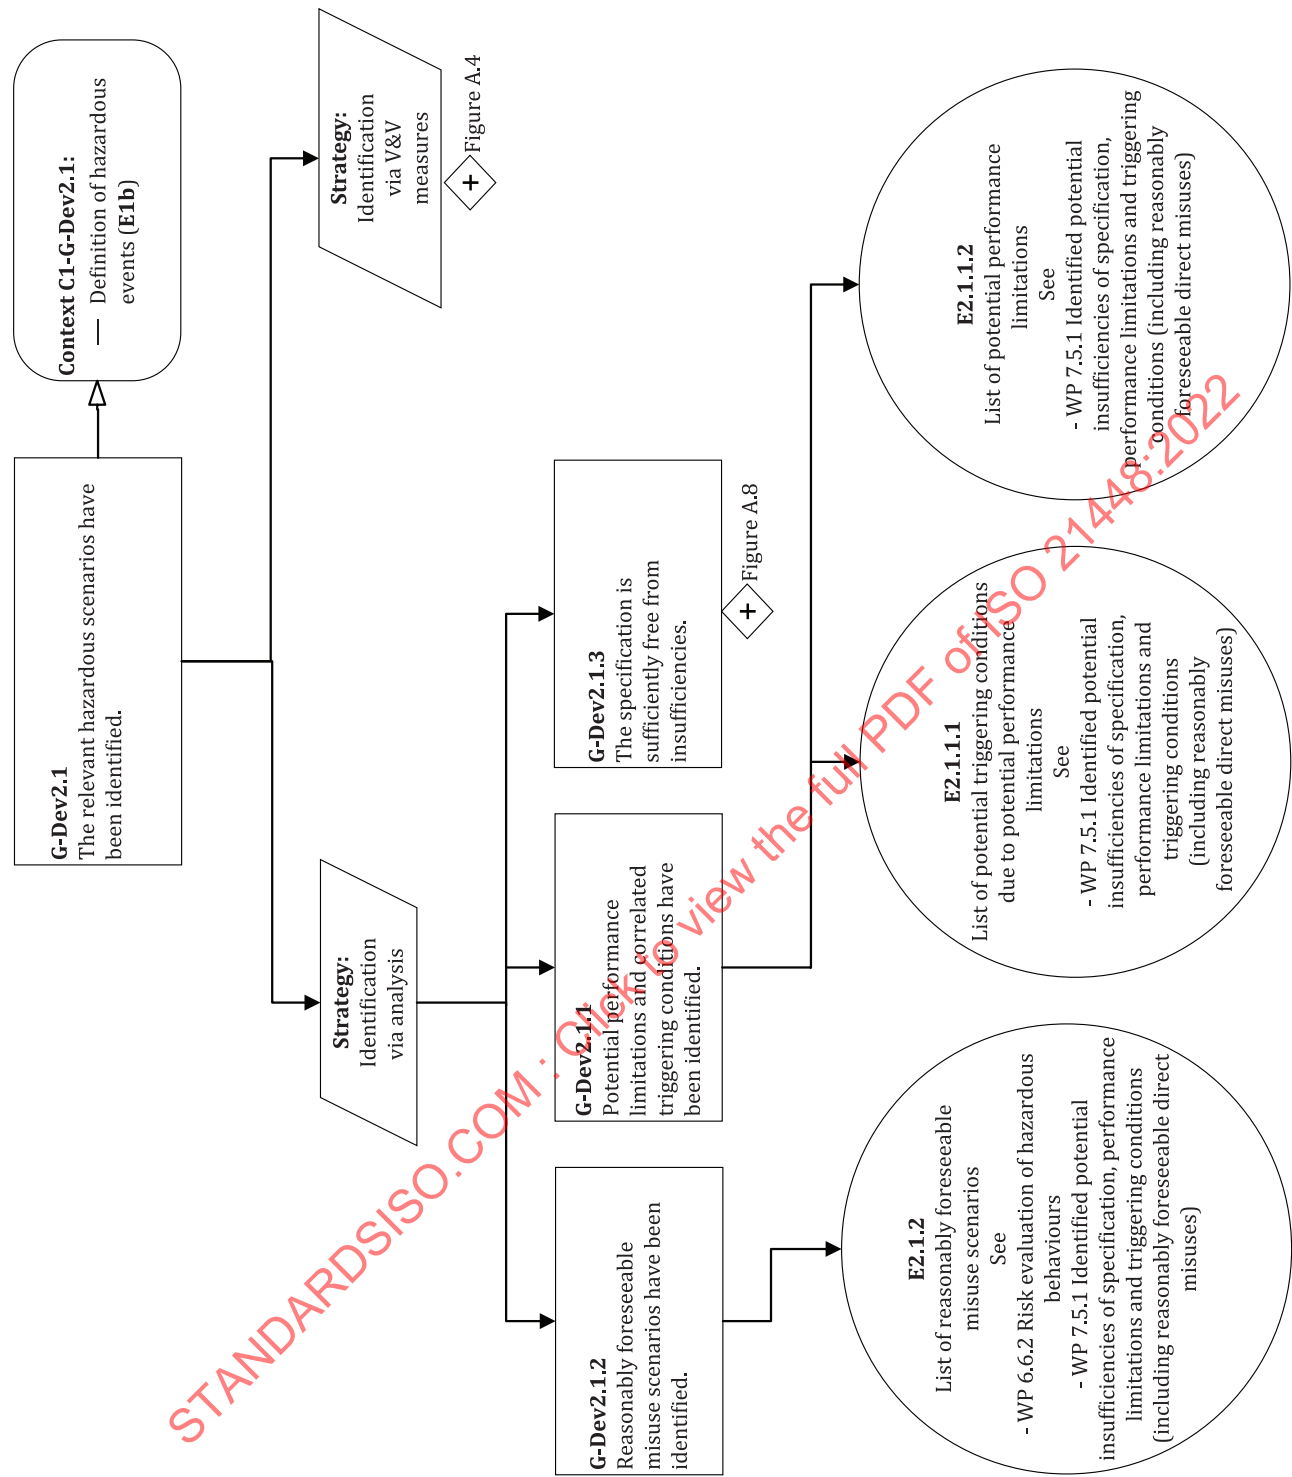 G-Dev2.1
The relevant hazardous scenarios have
been identified.
Context C1-G-Dev2.1:
— Definition of hazardous
events (E1b)
Strategy:
Identification
via analysis
Strategy:
Identification
via V&V
measures
+
Figure A.4
G-Dev2.1.2
Reasonably foreseeable
misuse scenarios have been
identified.
G-Dev2.1.1
Potential performance
limitations and correlated
triggering conditions have
been identified.
G-Dev2.1.3
The specification is
sufficiently free from
insufficiencies.
+
Figure A.8
E2.1.2
List of reasonably foreseeable
misuse scenarios
See
- WP 6.6.2 Risk evaluation of hazardous
behaviours
- WP 7.5.1 Identified potential
insufficiencies of specification, performance
limitations and triggering conditions
(including reasonably foreseeable direct
misuses)
E2.1.1.1
List of potential triggering conditions
due to potential performance
limitations
See
- WP 7.5.1 Identified potential
insufficiencies of specification,
performance limitations and
triggering conditions
(including reasonably
foreseeable direct misuses)
E2.1.1.2
List of potential performance
limitations
See
- WP 7.5.1 Identified potential
insufficiencies of specification,
performance limitations and triggering
conditions (including reasonably
foreseeable direct misuses)
STANDARDSISO.COM : Click to view the full PDF of ISO 21448:2022